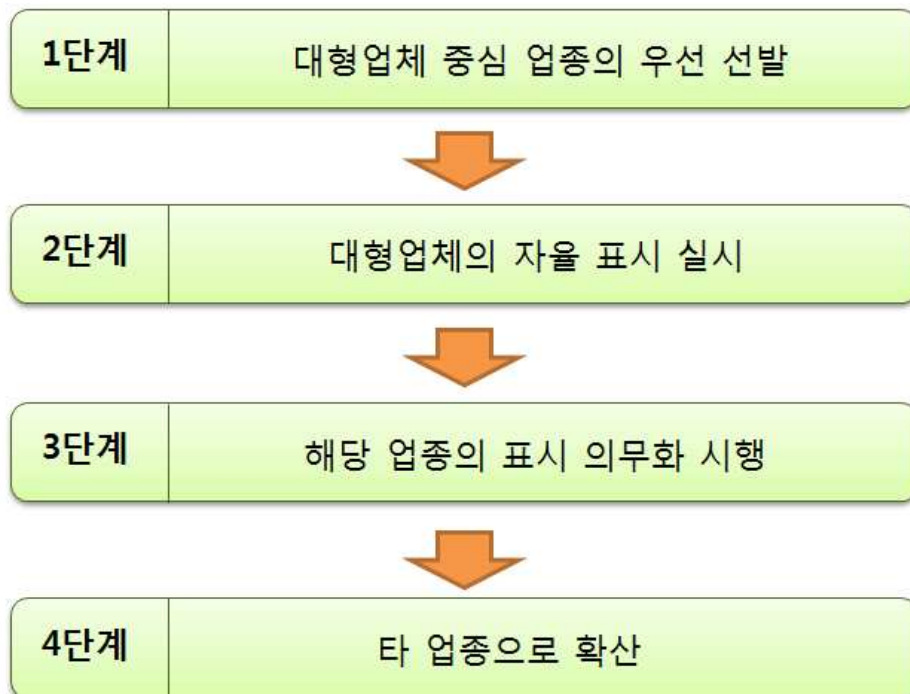 1단계 대형업체 중심 업종의 우선 선발
2단계 대형업체의 자율 표시 실시
3단계 해당 업종의 표시 의무화 시행
4단계 타 업종으로 확산